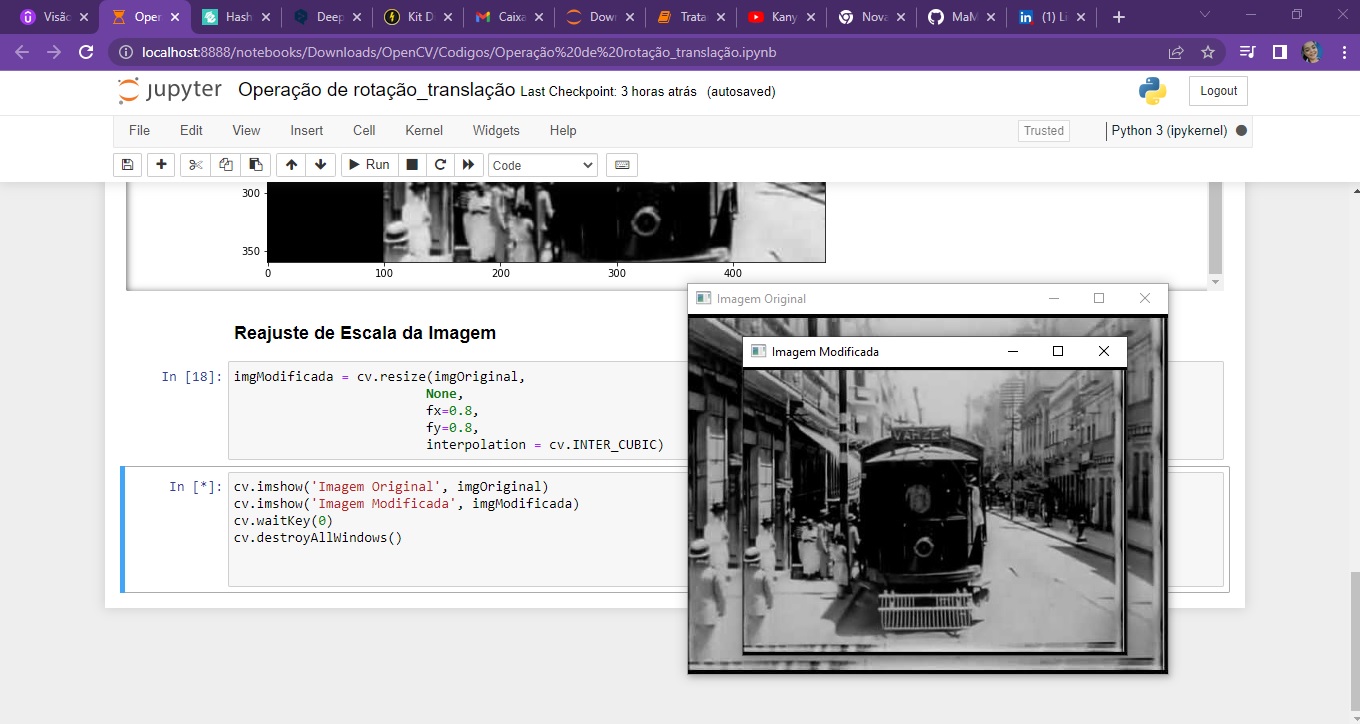 Visão
Oper
Hash
Deep
Kit D
Caixa
Down
Trata
Kany
Nova
MaM
(1) Li
localhost:8888/notebooks/Downloads/OpenCV/Codigos/Operação%20de%20rotação_translação.ipynb
jupyter Operação de rotação_translação Last Checkpoint: 3 horas atrás (autosaved)
Logout
File Edit View Insert Cell Kernel Widgets Help
Trusted
Python 3 (ipykernel)
Run
Code
300
350
0 100 200 300 400
Imagem Original
Reajuste de Escala da Imagem
Imagem Modificada
In [18]: imgModificada = cv.resize(imgOriginal,
None,
fx=0.8,
fy=0.8,
interpolation = cv.INTER_CUBIC)
VARZEA
In [*]: cv.imshow('Imagem Original', imgOriginal)
cv.imshow('Imagem Modificada', imgModificada)
cv.waitKey(0)
cv.destroyAllWindows()